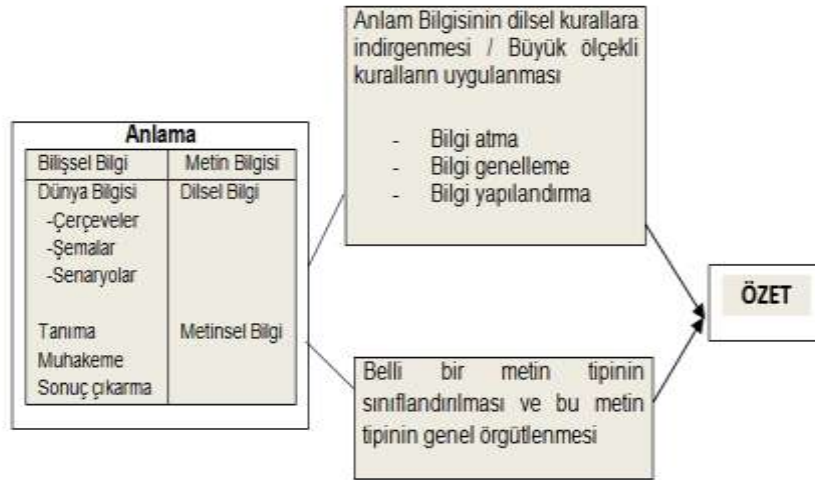 Anlam Bilgisinin dilsel kurallara
indirgenmesi / Büyük ölçekli
kuralların uygulanması
- Bilgi atma
- Bilgi genelleme
- Bilgi yapılandırma
Anlama
Bilişsel Bilgi Metin Bilgisi
Dünya Bilgisi Dilsel Bilgi
-Çerçeveler
-Şemalar
-Senaryolar
Tanıma Metinsel Bilgi
Muhakeme
Sonuç çıkarma
ÖZET
Belli bir metin tipinin
sınıflandırılması ve bu metin
tipinin genel örgütlenmesi